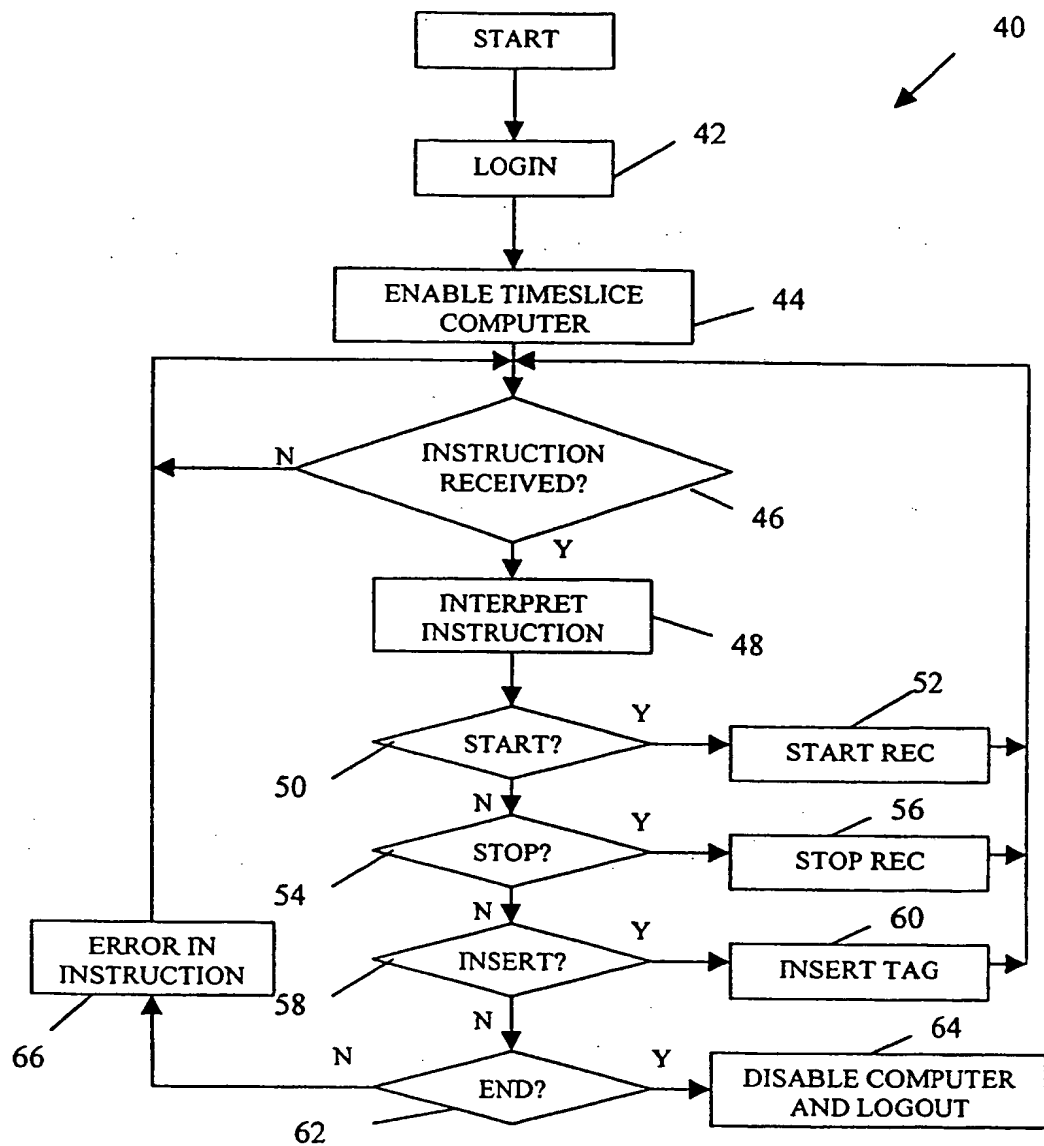 START
40
LOGIN
42
ENABLE TIMESLICE
COMPUTER
44
N
INSTRUCTION
RECEIVED?
46
Y
INTERPRET
INSTRUCTION
48
START?
50
Y
START REC
52
N
STOP?
54
Y
STOP REC
56
N
INSERT?
58
Y
INSERT TAG
60
N
END?
62
Y
DISABLE COMPUTER
AND LOGOUT
64
N
ERROR IN
INSTRUCTION
66